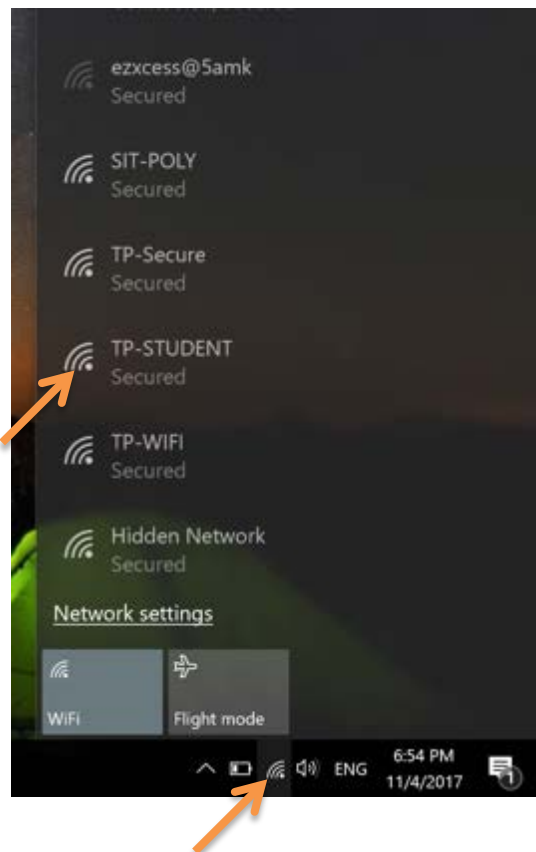 ezxcess@5amk
Secured
SIT-POLY
Secured
TP-Secure
Secured
TP-STUDENT
Secured
TP-WIFI
Secured
Hidden Network
Secured
Network settings
WiFi
Flight mode
ENG
6:54 PM
11/4/2017
1